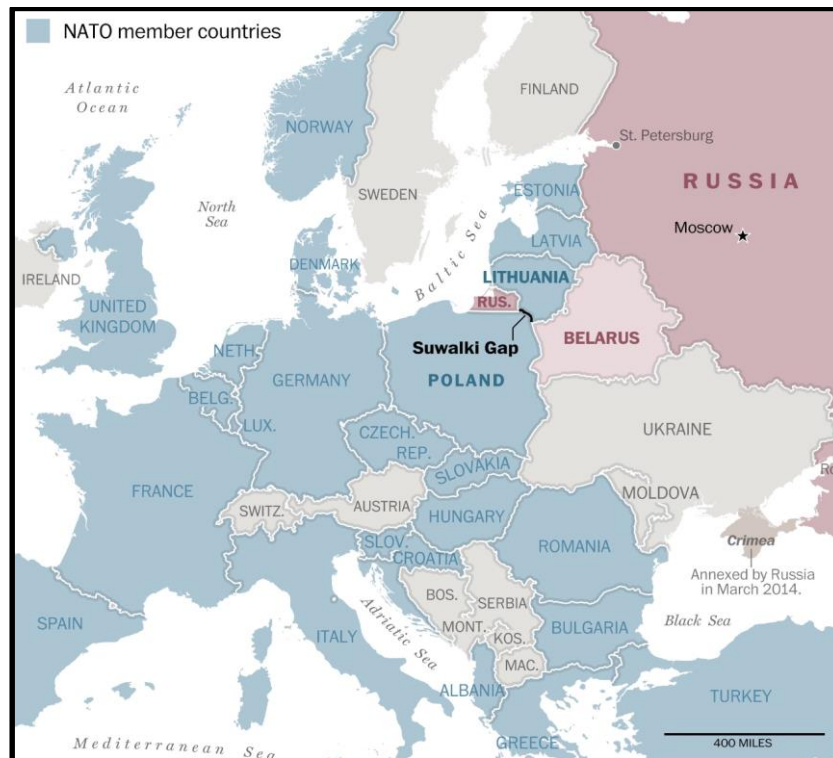 NATO member countries
Atlantic
Ocean
NORWAY
FINLAND
St. Petersburg
RUSSIA
SWEDEN
North
Sea
ESTONIA
Moscow
LATVIA
Baltic Sea
DENMARK
LITHUANIA
IRELAND
RUS.
UNITED
KINGDOM
Suwalki Gap
BELARUS
NETH.
GERMANY
POLAND
BELG.
LUX.
CZECH.
REP.
UKRAINE
SLOVAKIA
FRANCE
MOLDOVA
SWITZ.
AUSTRIA
HUNGARY
SLOV.
CROATIA
ROMANIA
Crimea
Annexed by Russia
in March 2014.
BOS.
SERBIA
SPAIN
ITALY
Adriatic Sea
MONT.
KOS.
BULGARIA
Black Sea
MAC.
ALBANIA
TURKEY
Mediterranean Sea
GREECE
400 MILES